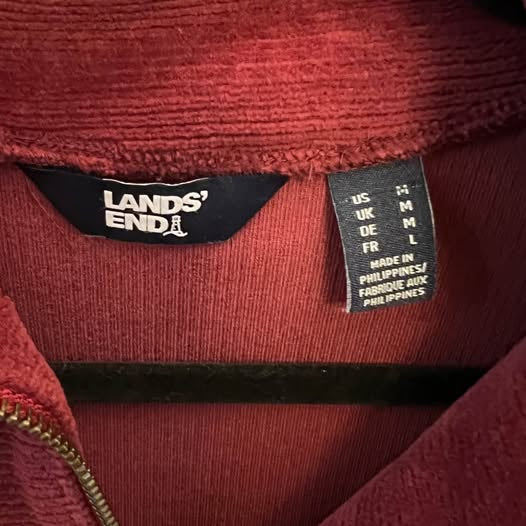 LANDS'
END
US M
UK M
DE M
FR L
MADE IN
PHILIPPINES/
FABRIQUE AUX
PHILIPPINES